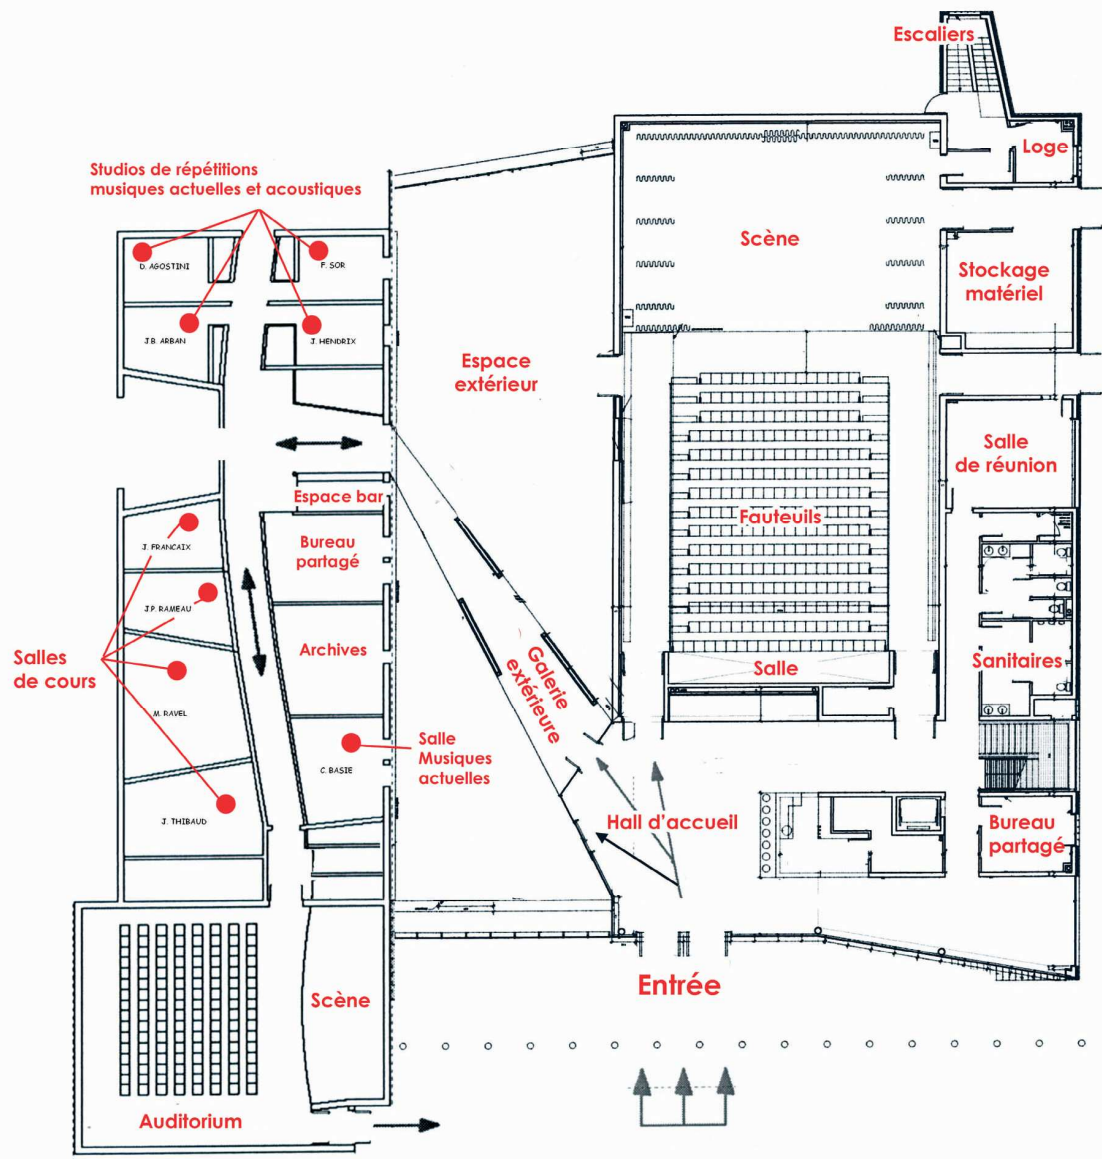 Escaliers
Loge
Studios de répétitions
musiques actuelles et acoustiques
D. AGOSTINI
F. SOR
J.B. ARBAN
J. HENDRIX
Scène
Stockage
matériel
Espace
extérieur
Salle
de réunion
Espace bar
Fauteuils
Bureau
partagé
J. FRANCAIX
J.P. RAMEAU
Archives
Salles
de cours
M. RAVEL
Galerie
extérieure
Salle
Sanitaires
Salle
Musiques
actuelles
C. BASIE
J. THIBAUD
Hall d'accueil
Bureau
partagé
Entrée
Scène
Auditorium